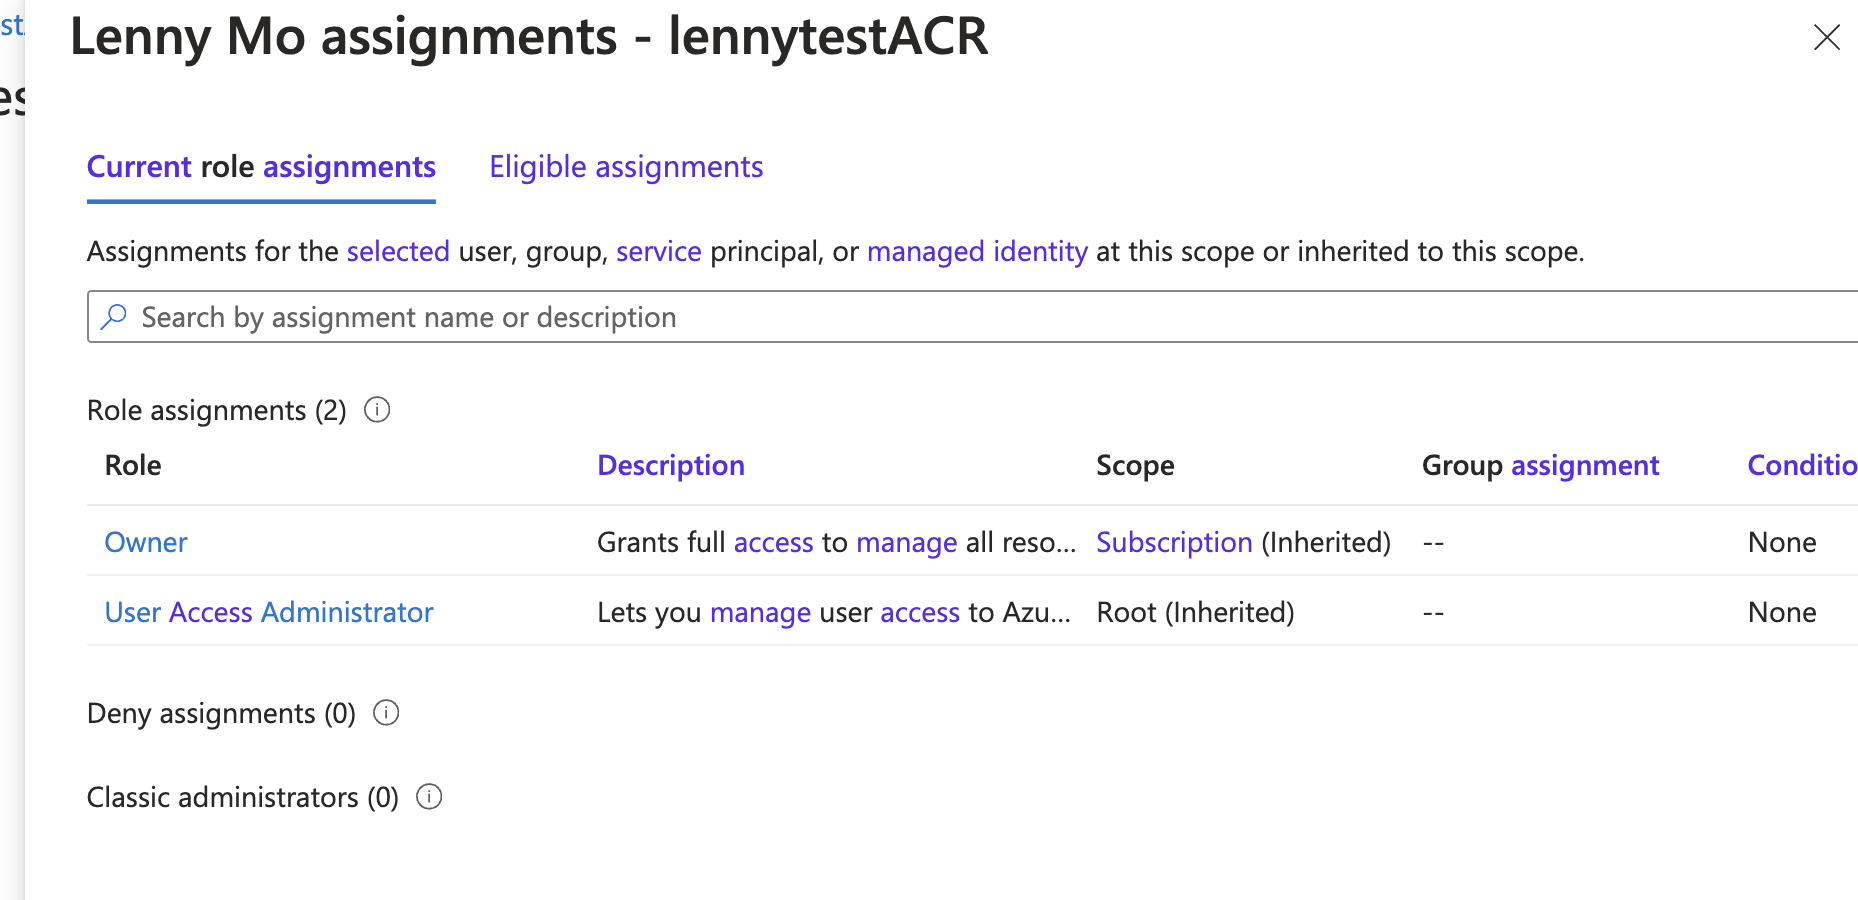 Lenny Mo assignments - lennytestACR
st
es
Current role assignments
Eligible assignments
Assignments for the selected user, group, service principal, or managed identity at this scope or inherited to this scope.
Search by assignment name or description
Role assignments (2)
Role Description Scope Group assignment Conditio
Owner Grants full access to manage all reso... Subscription (Inherited) -- None
User Access Administrator Lets you manage user access to Azu... Root (Inherited) -- None
Deny assignments (0)
Classic administrators (0)